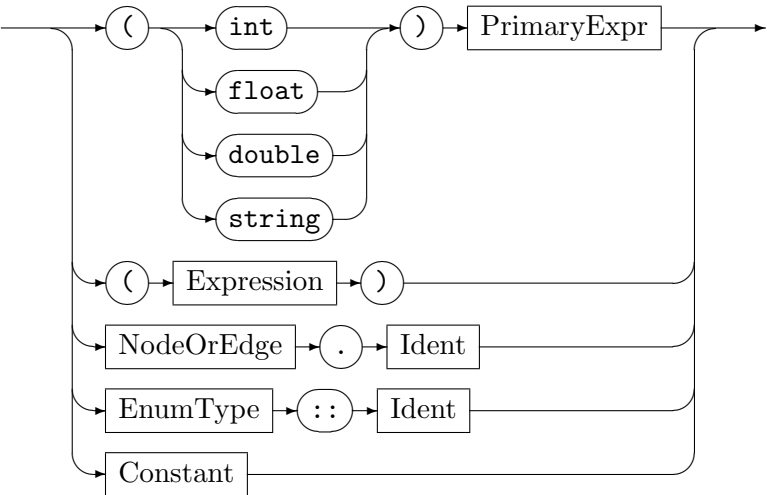 ( int ) PrimaryExpr
float
double
string
( Expression )
NodeOrEdge . Ident
EnumType :: Ident
Constant